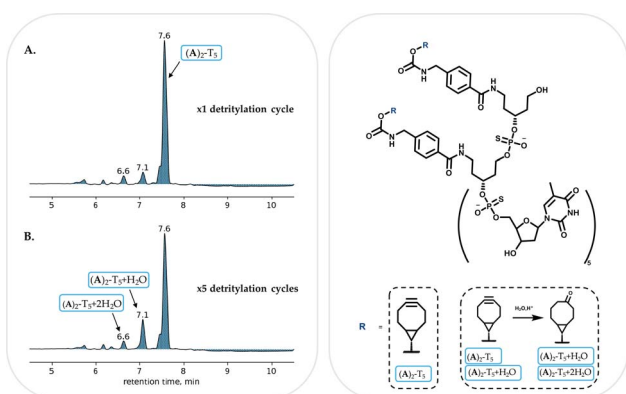 A.
7.6
(A)2-T5
x1 detritylation cycle
6.6
7.1
5 6 7 8 9 10
B.
7.6
(A)2-T5+H2O
x5 detritylation cycles
(A)2-T5+2H2O
7.1
6.6
5 6 7 8 9 10
retention time, min
R
O
O
N
H
H
N
O
OH
R
O
O
N
H
H
N
O
O
S
P
O
−
O
O
−O
P
S
O
O
HO
N
O
NH
O
5
R =
(A)2-T5
H2O,H+
O
(A)2-T5
(A)2-T5+H2O
(A)2-T5+H2O
(A)2-T5+2H2O